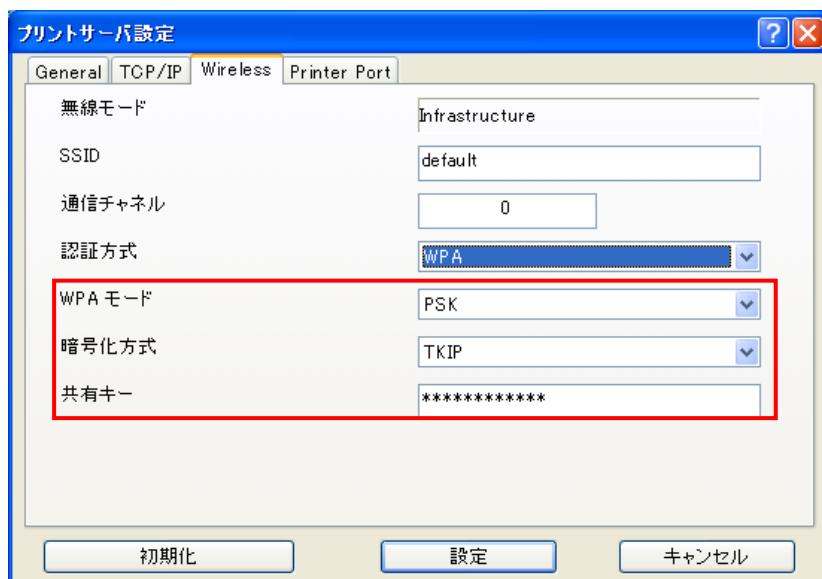 プリントサーバ設定
General TCP/IP Wireless Printer Port
無線モード Infrastructure
SSID default
通信チャネル 0
認証方式 WPA
WPA モード PSK
暗号化方式 TKIP
共有キー ************
初期化 設定 キャンセル